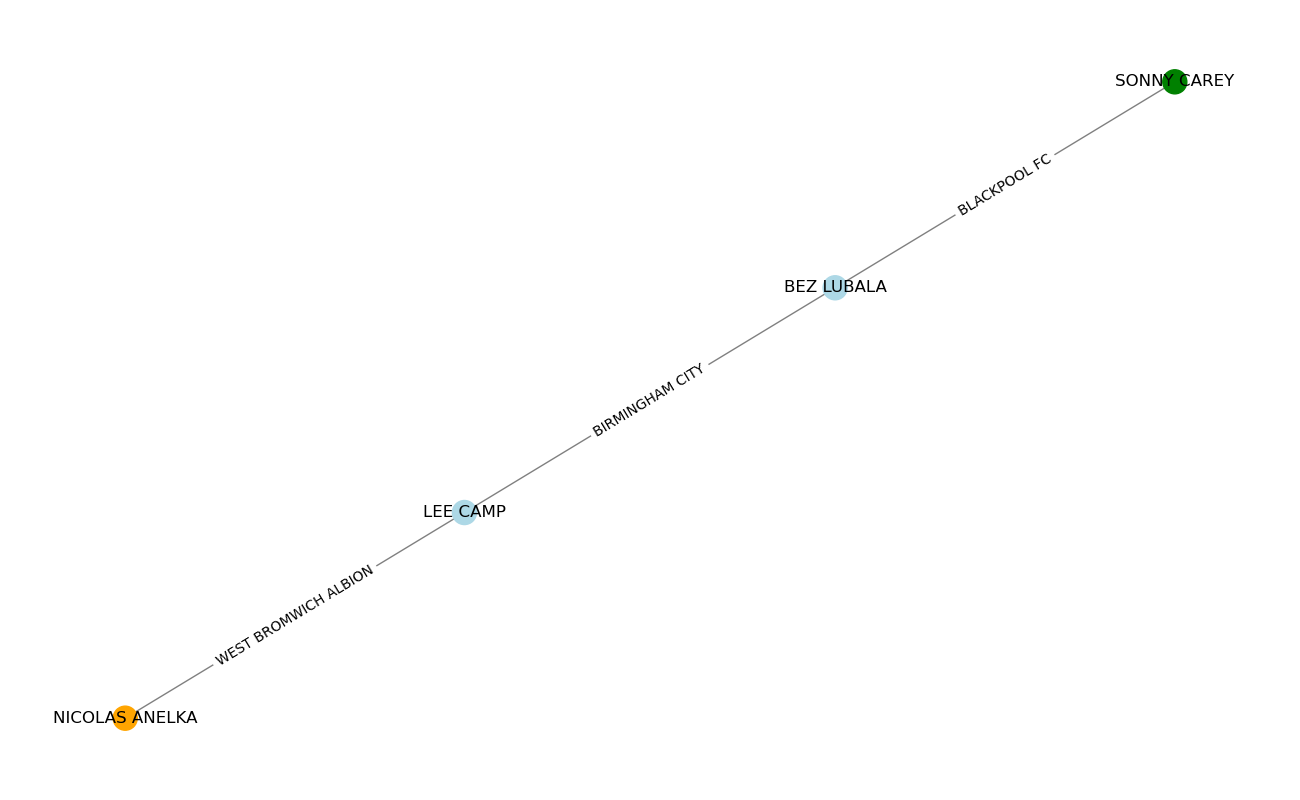 SONNY CAREY
BLACKPOOL FC
BEZ LUBALA
BIRMINGHAM CITY
LEE CAMP
WEST BROMWICH ALBION
NICOLAS ANELKA